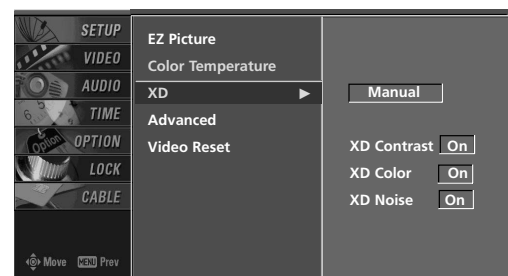 SETUP
VIDEO
AUDIO
TIME
OPTION
LOCK
CABLE
Move MENU Prev
EZ Picture
Color Temperature
XD ▶
Advanced
Video Reset
Manual
XD Contrast On
XD Color On
XD Noise On